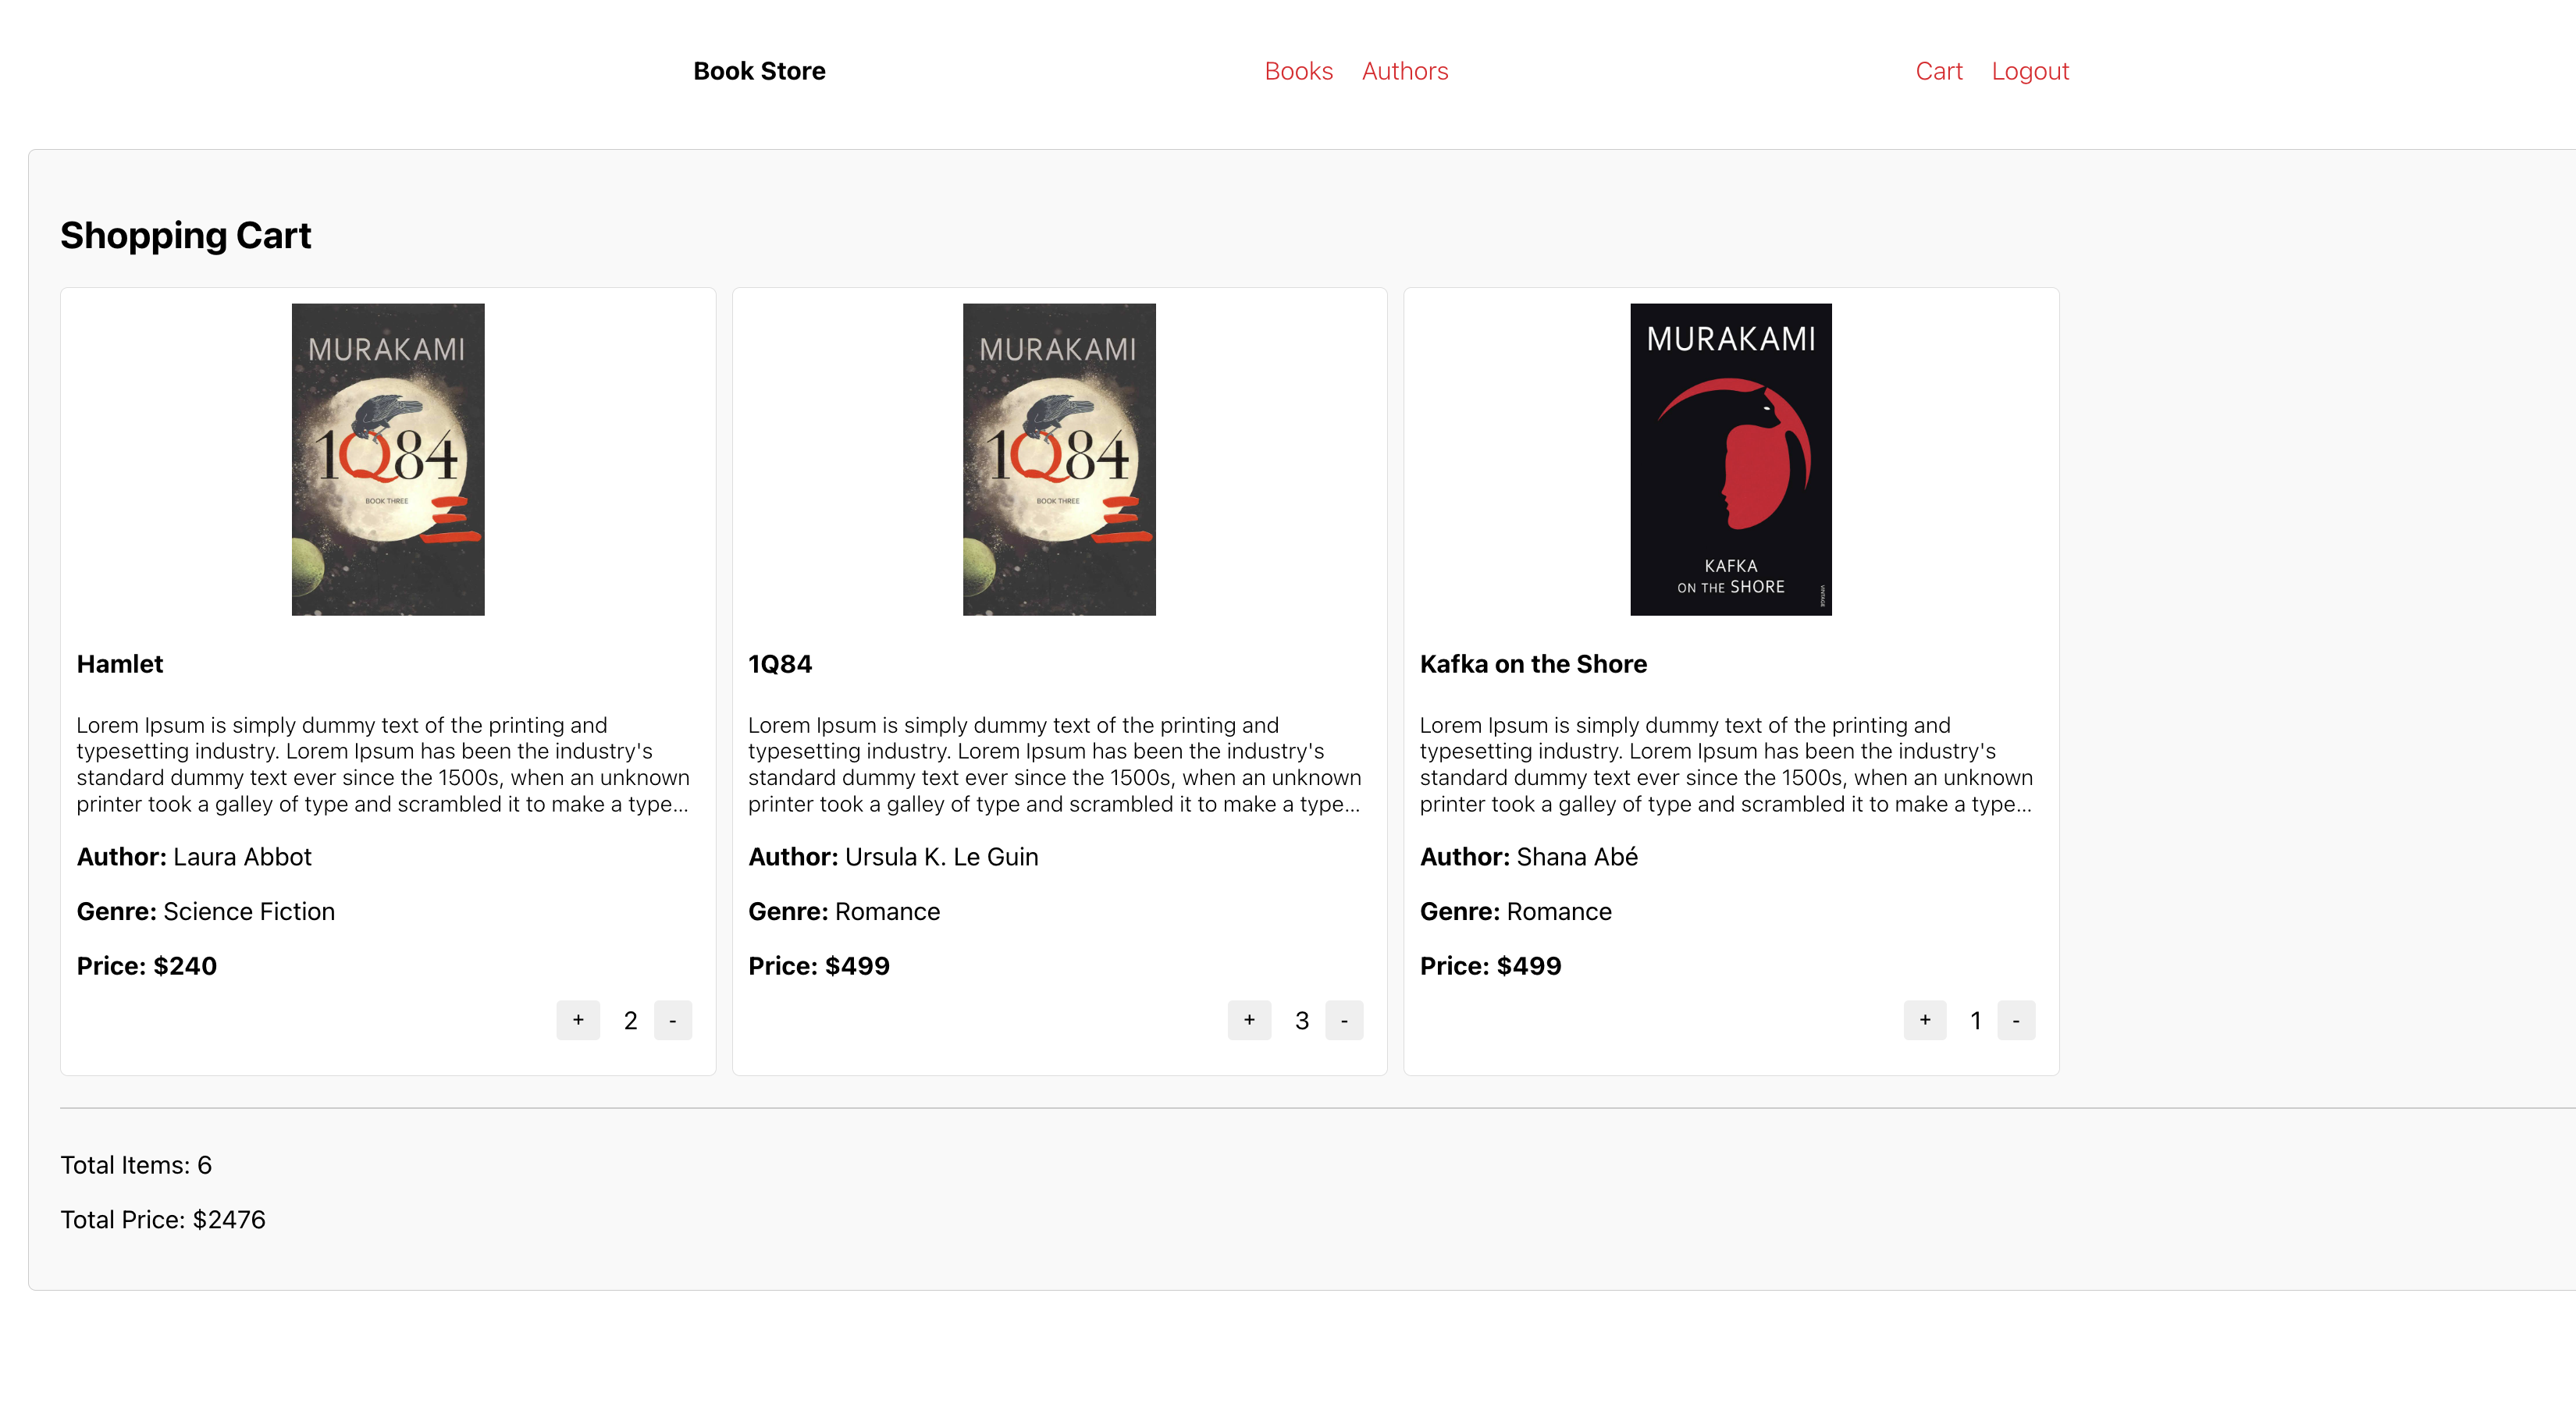 Book Store
Books
Authors
Cart
Logout
Shopping Cart
MURAKAMI
1Q84
BOOK THREE
Hamlet
Lorem Ipsum is simply dummy text of the printing and
typesetting industry. Lorem Ipsum has been the industry's
standard dummy text ever since the 1500s, when an unknown
printer took a galley of type and scrambled it to make a type...
Author: Laura Abbot
Genre: Science Fiction
Price: $240
+ 2 -
MURAKAMI
1Q84
BOOK THREE
1Q84
Lorem Ipsum is simply dummy text of the printing and
typesetting industry. Lorem Ipsum has been the industry's
standard dummy text ever since the 1500s, when an unknown
printer took a galley of type and scrambled it to make a type...
Author: Ursula K. Le Guin
Genre: Romance
Price: $499
+ 3 -
MURAKAMI
KAFKA
ON THE SHORE
VINTAGE
Kafka on the Shore
Lorem Ipsum is simply dummy text of the printing and
typesetting industry. Lorem Ipsum has been the industry's
standard dummy text ever since the 1500s, when an unknown
printer took a galley of type and scrambled it to make a type...
Author: Shana Abé
Genre: Romance
Price: $499
+ 1 -
Total Items: 6
Total Price: $2476